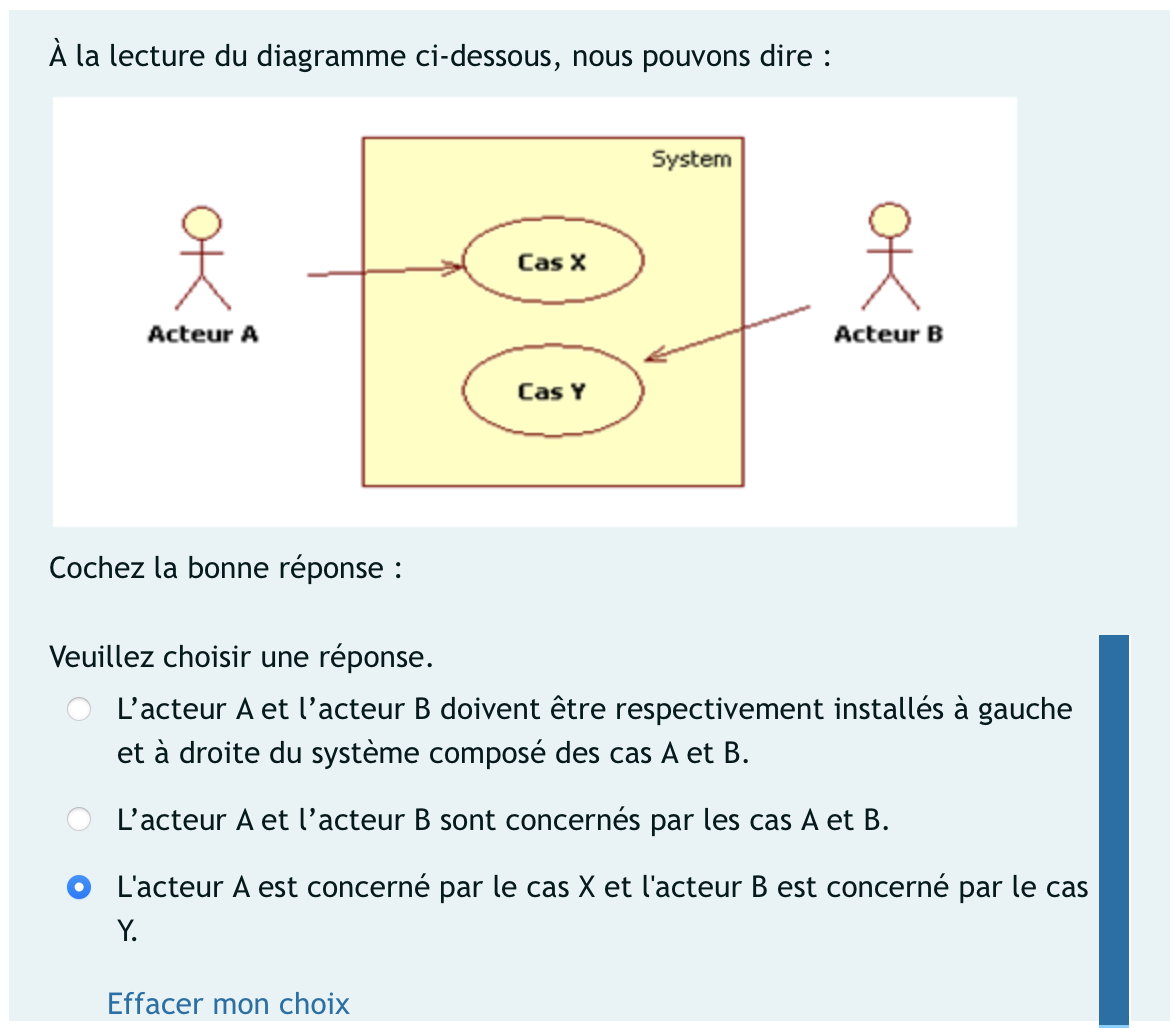 À la lecture du diagramme ci-dessous, nous pouvons dire :
System
Cas X
Acteur A
Acteur B
Cas Y
Cochez la bonne réponse :
Veuillez choisir une réponse.
L’acteur A et l’acteur B doivent être respectivement installés à gauche
et à droite du système composé des cas A et B.
L’acteur A et l’acteur B sont concernés par les cas A et B.
L'acteur A est concerné par le cas X et l'acteur B est concerné par le cas
Y.
Effacer mon choix